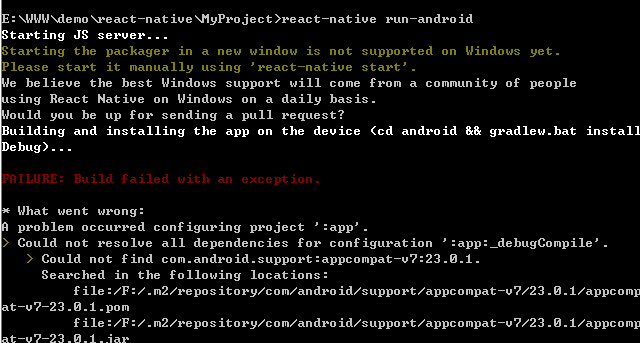 E:\WWW\demo\react-native\MyProject>react-native run-android
Starting JS server...
Starting the packager in a new window is not supported on Windows yet.
Please start it manually using 'react-native start'.
We believe the best Windows support will come from a community of people
using React Native on Windows on a daily basis.
Would you be up for sending a pull request?
Building and installing the app on the device (cd android && gradlew.bat install
Debug)...
FAILURE: Build failed with an exception.
* What went wrong:
A problem occurred configuring project ':app'.
> Could not resolve all dependencies for configuration ':app:_debugCompile'.
> Could not find com.android.support:appcompat-v7:23.0.1.
Searched in the following locations:
file:/F:/.m2/repository/com/android/support/appcompat-v7/23.0.1/appcomp
at-v7-23.0.1.pom
file:/F:/.m2/repository/com/android/support/appcompat-v7/23.0.1/appcomp
at-v7-23.0.1.jar